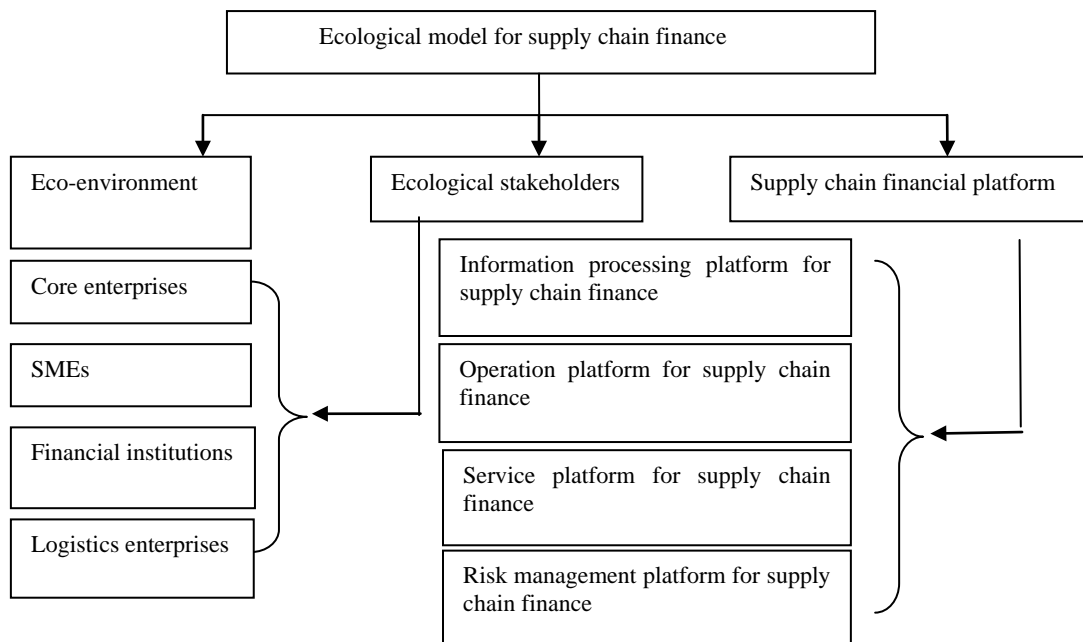 Ecological model for supply chain finance
Eco-environment
Ecological stakeholders
Supply chain financial platform
Core enterprises
SMEs
Financial institutions
Logistics enterprises
Information processing platform for
supply chain finance
Operation platform for supply chain
finance
Service platform for supply chain
finance
Risk management platform for supply
chain finance